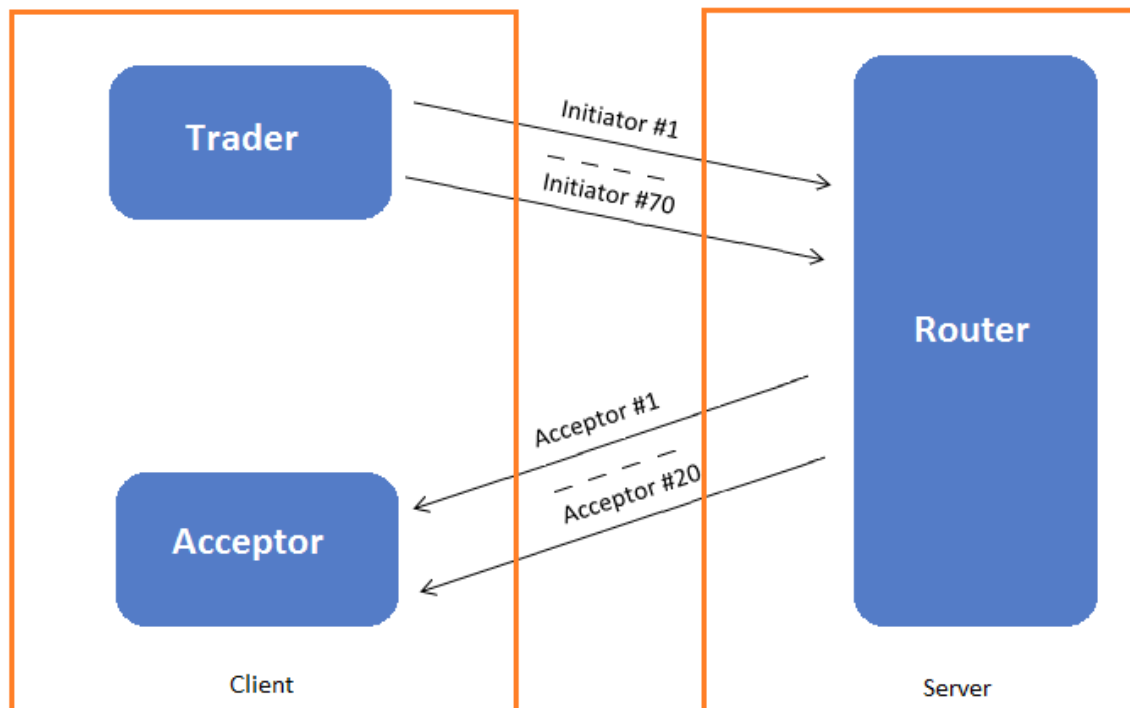 Trader
Initiator #1
Initiator #70
Router
Acceptor #1
Acceptor #20
Acceptor
Client
Server